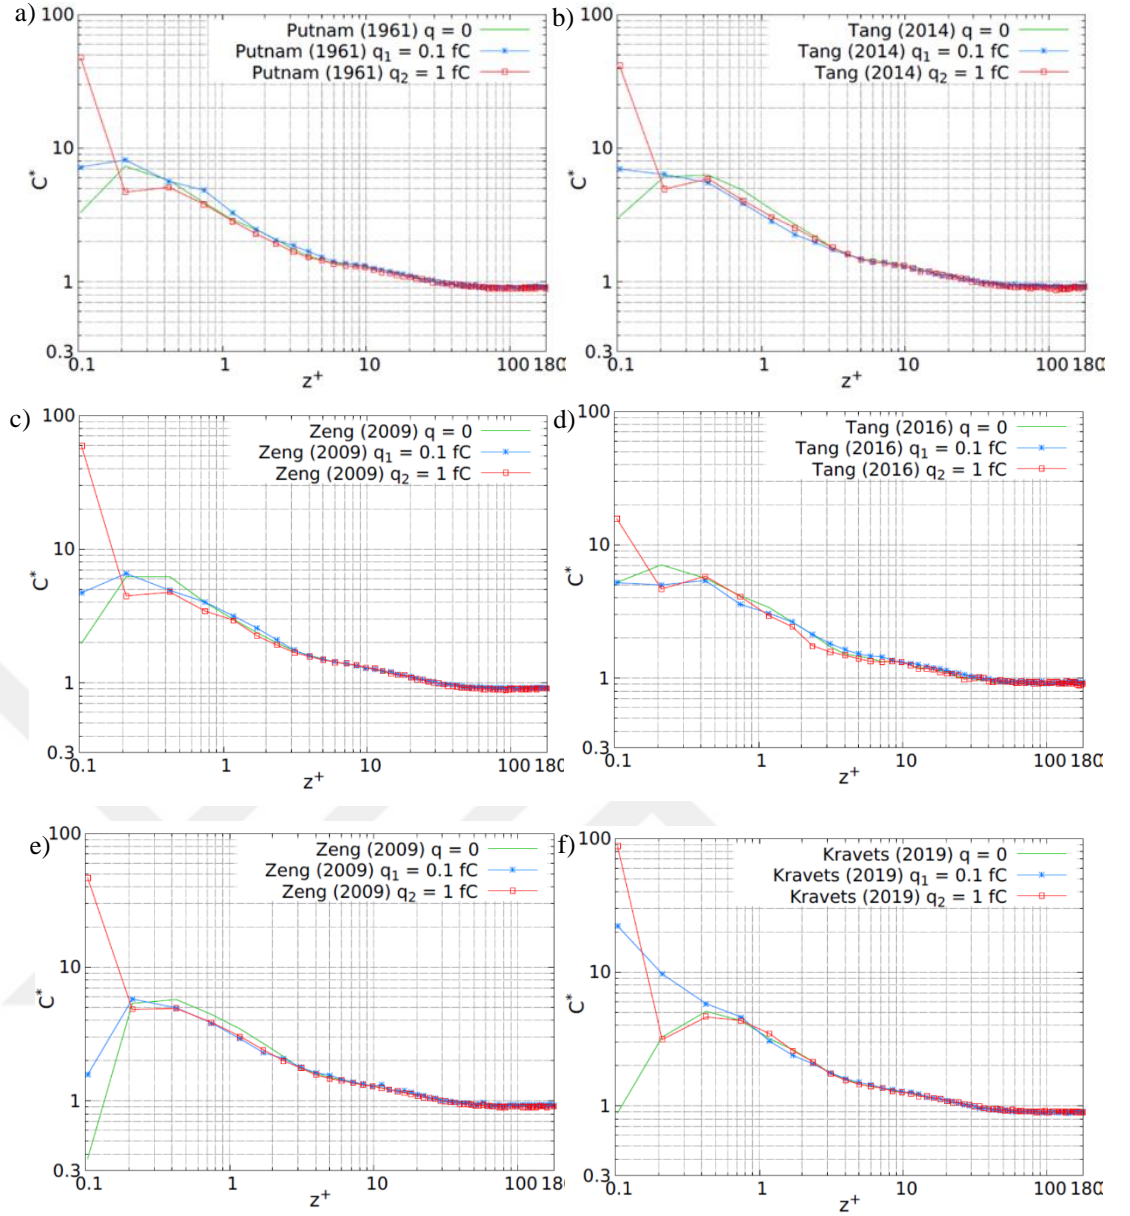 a)
100
10
1
0.3
C*
Putnam (1961) q = 0
Putnam (1961) q₁ = 0.1 fC
Putnam (1961) q₂ = 1 fC
0.1 1 10 100 180
z⁺
b)
100
10
1
0.3
C*
Tang (2014) q = 0
Tang (2014) q₁ = 0.1 fC
Tang (2014) q₂ = 1 fC
0.1 1 10 100 180
z⁺
c)
100
10
1
0.3
C*
Zeng (2009) q = 0
Zeng (2009) q₁ = 0.1 fC
Zeng (2009) q₂ = 1 fC
0.1 1 10 100 180
z⁺
d)
100
10
1
0.3
C*
Tang (2016) q = 0
Tang (2016) q₁ = 0.1 fC
Tang (2016) q₂ = 1 fC
0.1 1 10 100 180
z⁺
e)
100
10
1
0.3
C*
Zeng (2009) q = 0
Zeng (2009) q₁ = 0.1 fC
Zeng (2009) q₂ = 1 fC
0.1 1 10 100 180
z⁺
f)
100
10
1
0.3
C*
Kravets (2019) q = 0
Kravets (2019) q₁ = 0.1 fC
Kravets (2019) q₂ = 1 fC
0.1 1 10 100 180
z⁺